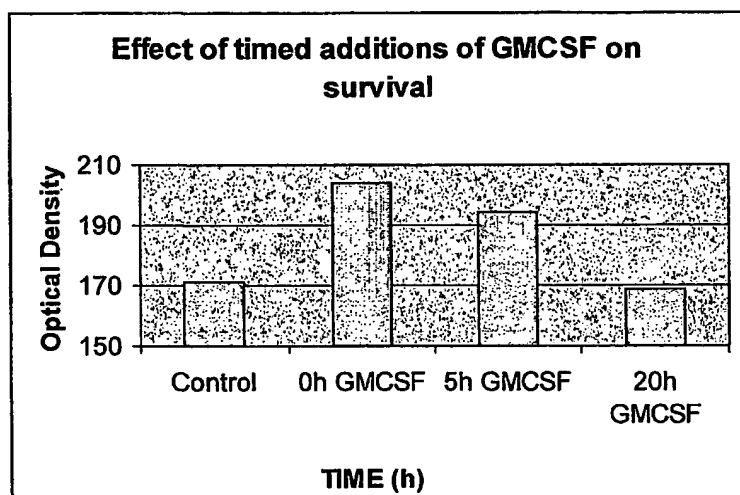 Effect of timed additions of GMCSF on
survival
210
190
170
150
Optical Density
Control
0h GMCSF
5h GMCSF
20h
GMCSF
TIME (h)